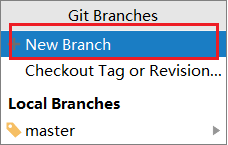 Git Branches
New Branch
Checkout Tag or Revision...
Local Branches
master